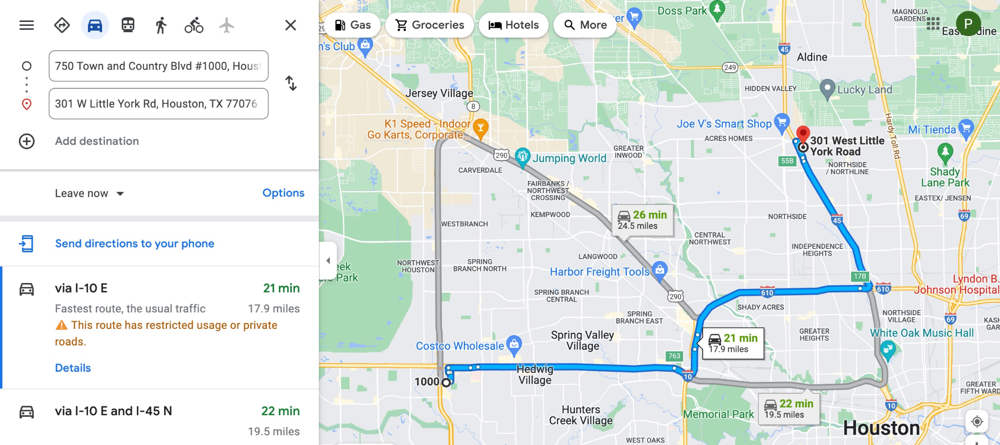 750 Town and Country Blvd #1000, Houst
301 W Little York Rd, Houston, TX 77076
Add destination
Leave now
Options
Send directions to your phone
via I-10 E
21 min
Fastest route, the usual traffic
17.9 miles
This route has restricted usage or private
roads.
Details
via I-10 E and I-45 N
22 min
19.5 miles
Gas
Groceries
Hotels
More
Doss Park
MAGNOLIA
GARDENS
P
45
Aldine
249
HIDDEN VALLEY
Lucky Land
Jersey Village
8
K1 Speed - Indoor
Go Karts, Corporate...
Joe V's Smart Shop
ACRES HOMES
Hardy Toll Rd
Mi Tienda
301 West Little
York Road
290
Jumping World
GREATER
INWOOD
55B
NORTHSIDE
/ NORTHLINE
Shady
Lane Park
CARVERDALE
FAIRBANKS /
NORTHWEST
CROSSING
EASTEX/ JENSEN
KEMPWOOD
26 min
24.5 miles
NORTHSIDE
45
69
WESTBRANCH
CENTRAL
NORTHWEST
INDEPENDENCE
HEIGHTS
LANGWOOD
NORTHWEST
HOUSTON
SPRING
BRANCH NORTH
eek
Park
Harbor Freight Tools
17B
Lyndon B.
Johnson Hospital
SPRING BRANCH
CENTRAL
290
610
610
SHADY ACRES
SPRING
BRANCH EAST
NORTHSIDE
VILLAGE
69
GREATER
HEIGHTS
White Oak Music Hall
Spring Valley
Village
21 min
17.9 miles
Costco Wholesale
763
Hedwig
Village
1000
10
GREATER
FIFTH WARD
22 min
19.5 miles
10
Hunters
Creek Village
Memorial Park
Houston
WEST OAKS